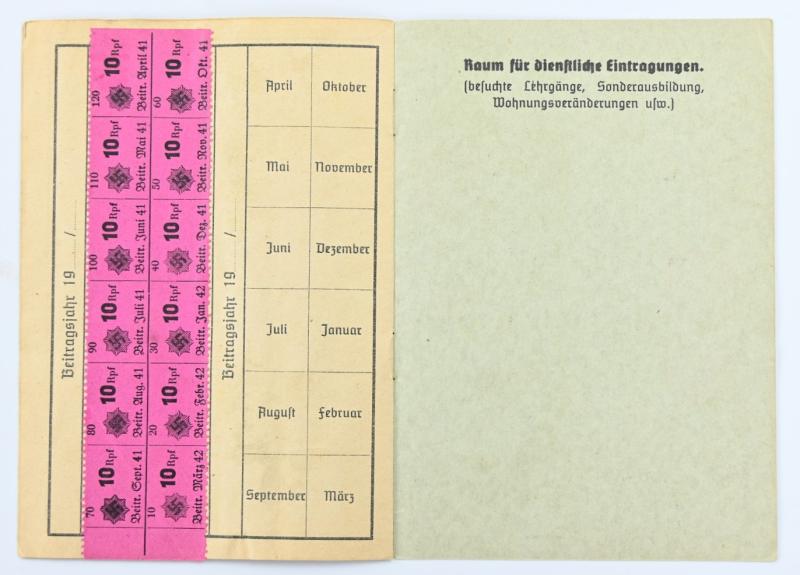 Beitragsjahr 19 /
120
10 Rpf
Beitr. April 41
110
10 Rpf
Beitr. Mai 41
100
10 Rpf
Beitr. Juni 41
90
10 Rpf
Beitr. Juli 41
80
10 Rpf
Beitr. Aug. 41
70
10 Rpf
Beitr. Sept. 41
60
10 Rpf
Beitr. Okt. 41
50
10 Rpf
Beitr. Nov. 41
40
10 Rpf
Beitr. Dez. 41
30
10 Rpf
Beitr. Jan. 42
20
10 Rpf
Beitr. Febr. 42
10
10 Rpf
Beitr. März 42
Beitragsjahr 19 /
April Oktober
Mai November
Juni Dezember
Juli Januar
August Februar
September März
Raum für dienstliche Eintragungen.
(besuchte Lehrgänge, Sonderausbildung,
Wohnungsveränderungen usw.)